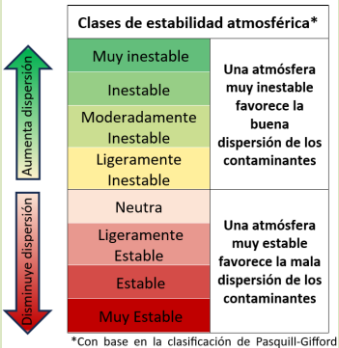 Clases de estabilidad atmosférica*
Aumenta dispersión
Muy inestable
Inestable
Moderadamente
Inestable
Ligeramente
Inestable
Una atmósfera
muy inestable
favorece la
buena
dispersión de los
contaminantes
Disminuye dispersión
Neutra
Ligeramente
Estable
Estable
Muy Estable
Una atmósfera
muy estable
favorece la mala
dispersión de los
contaminantes
*Con base en la clasificación de Pasquill-Gifford